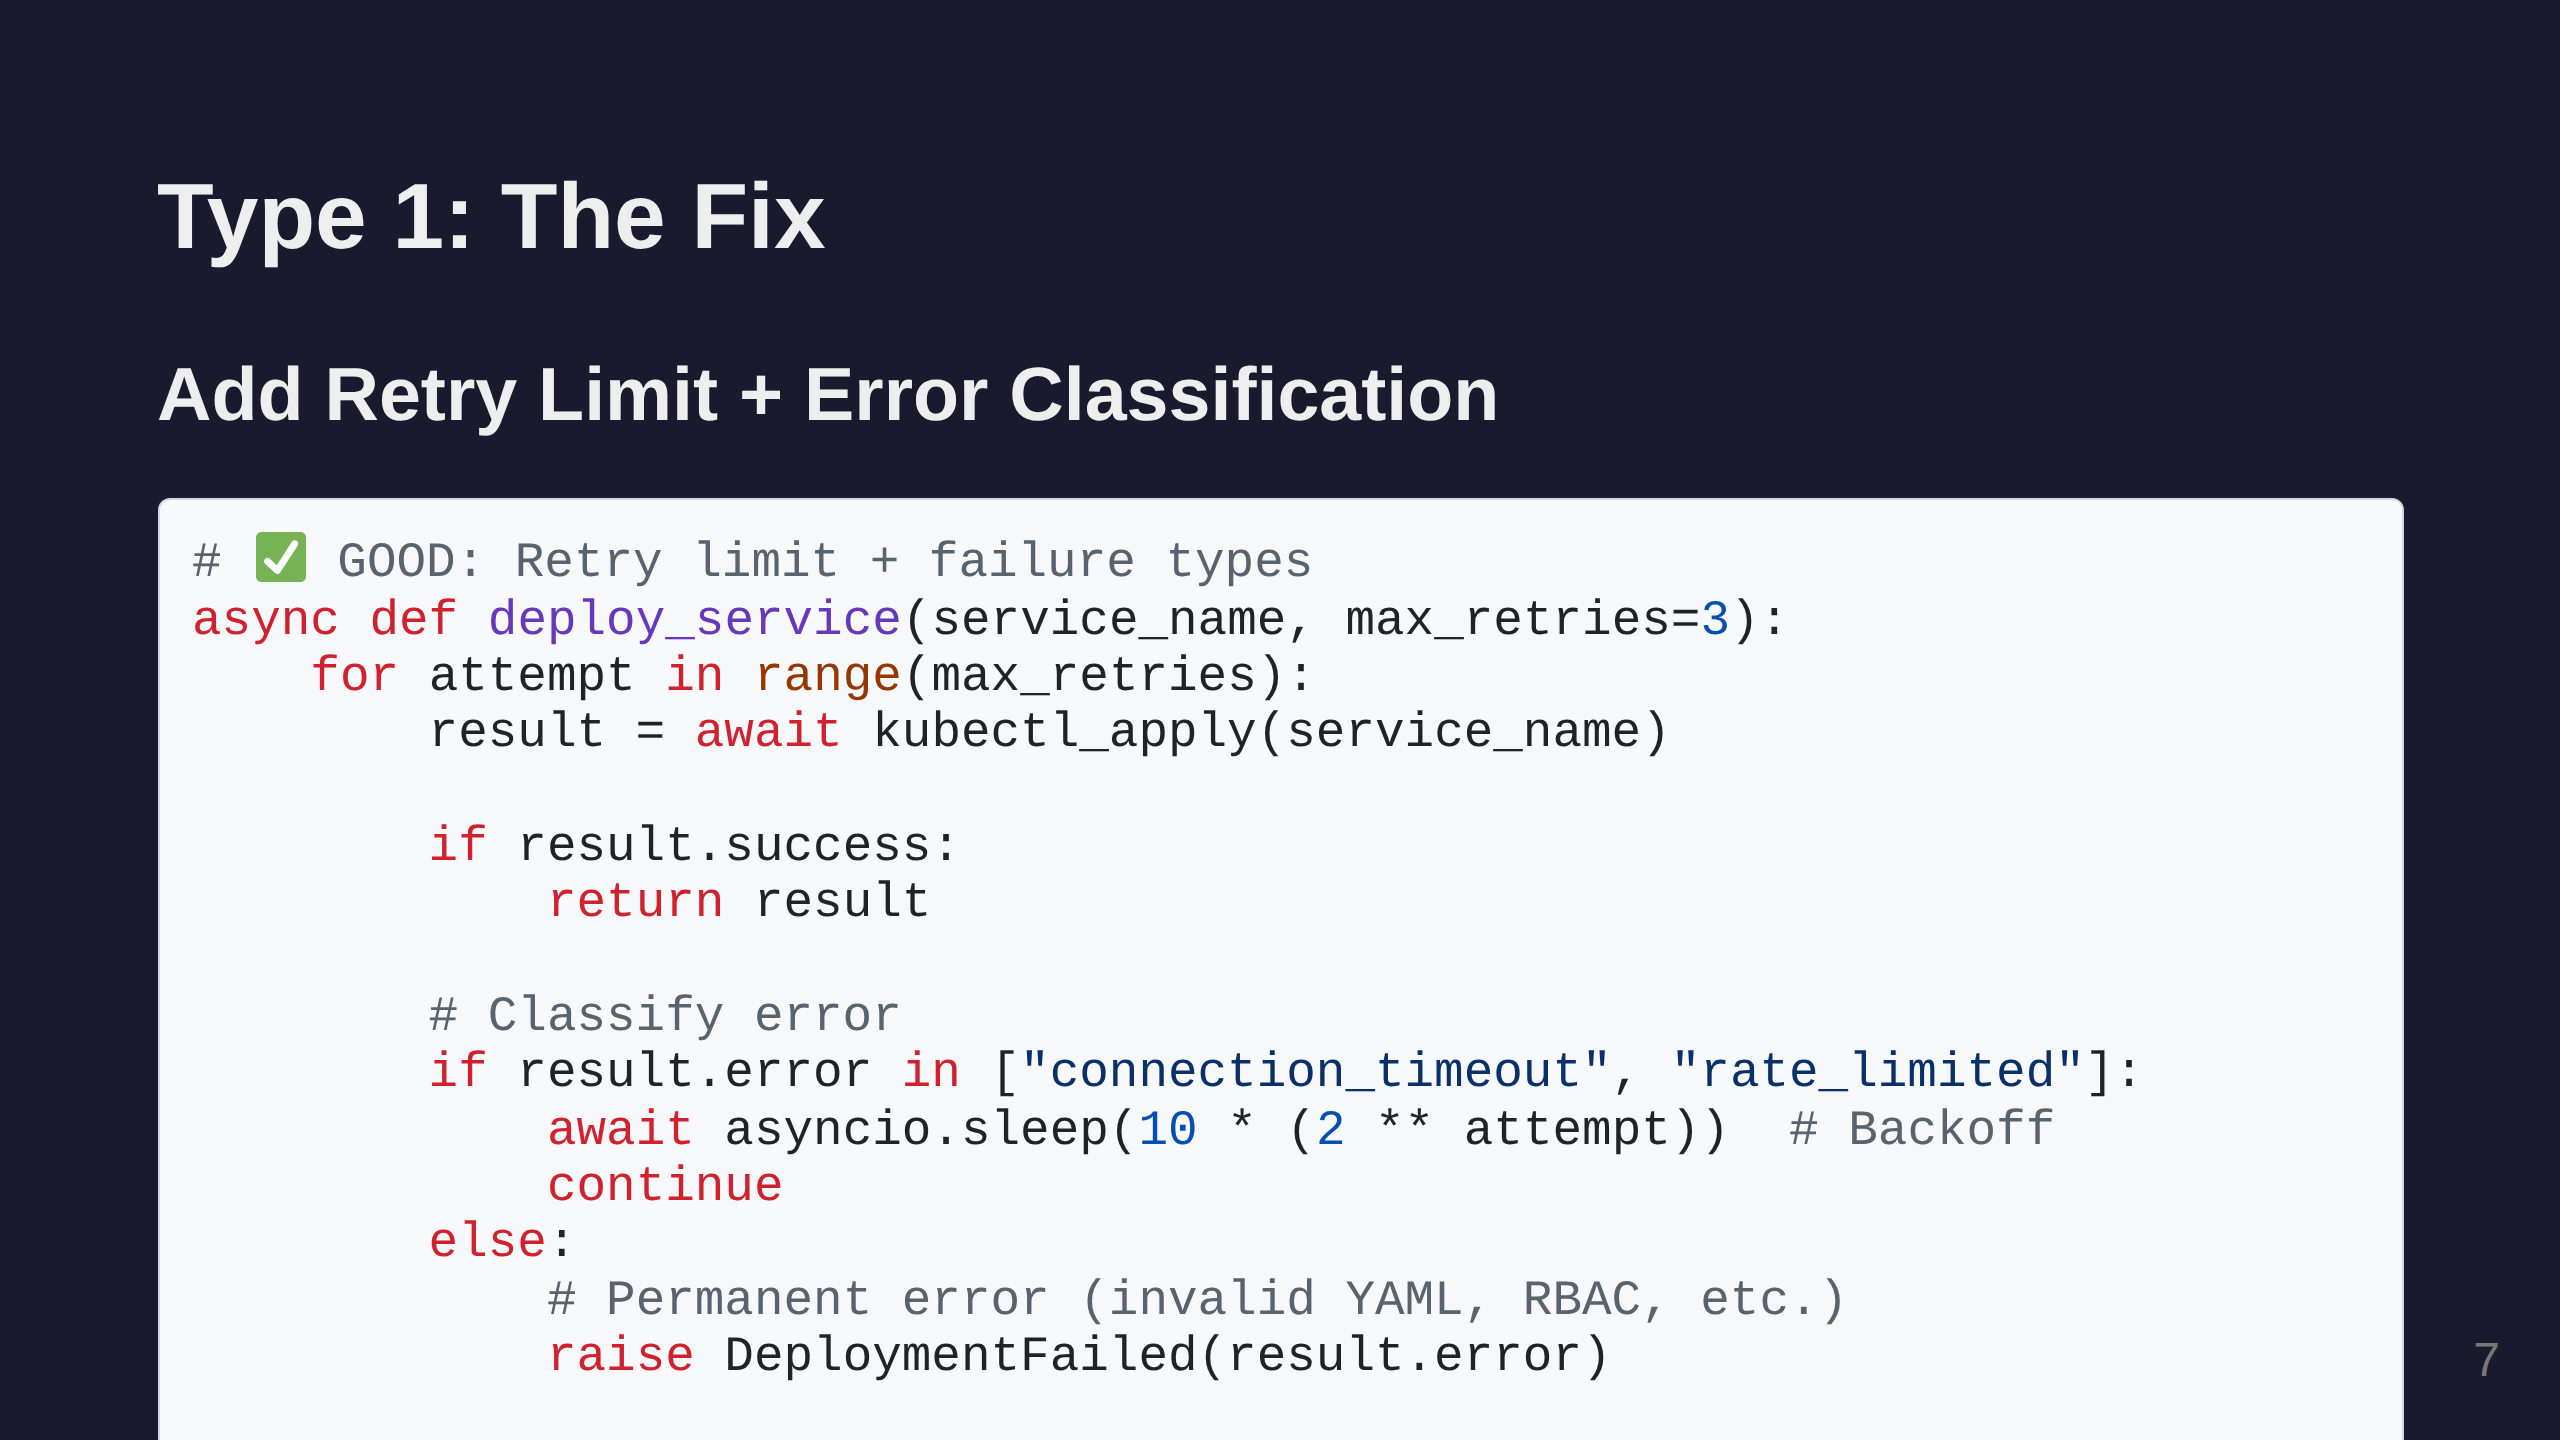 Type 1: The Fix
Add Retry Limit + Error Classification
# ✅ GOOD: Retry limit + failure types
async def deploy_service(service_name, max_retries=3):
    for attempt in range(max_retries):
        result = await kubectl_apply(service_name)

        if result.success:
            return result

        # Classify error
        if result.error in ["connection_timeout", "rate_limited"]:
            await asyncio.sleep(10 * (2 ** attempt))  # Backoff
            continue
        else:
            # Permanent error (invalid YAML, RBAC, etc.)
            raise DeploymentFailed(result.error)
7